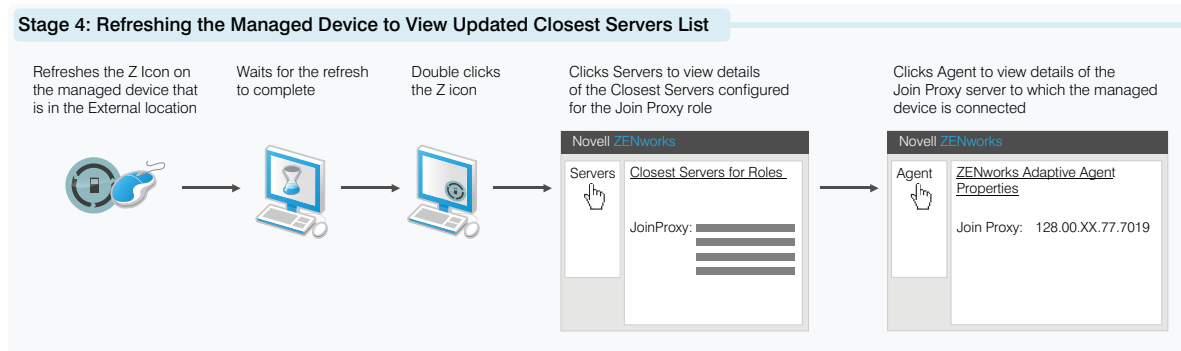 Stage 4: Refreshing the Managed Device to View Updated Closest Servers List
Refreshes the Z Icon on
the managed device that
is in the External location
Waits for the refresh
to complete
Double clicks
the Z icon
Clicks Servers to view details
of the Closest Servers configured
for the Join Proxy role
Clicks Agent to view details of the
Join Proxy server to which the managed
device is connected
Novell ZENworks
Servers
Closest Servers for Roles
JoinProxy:
Novell ZENworks
Agent
ZENworks Adaptive Agent
Properties
Join Proxy: 128.00.XX.77.7019